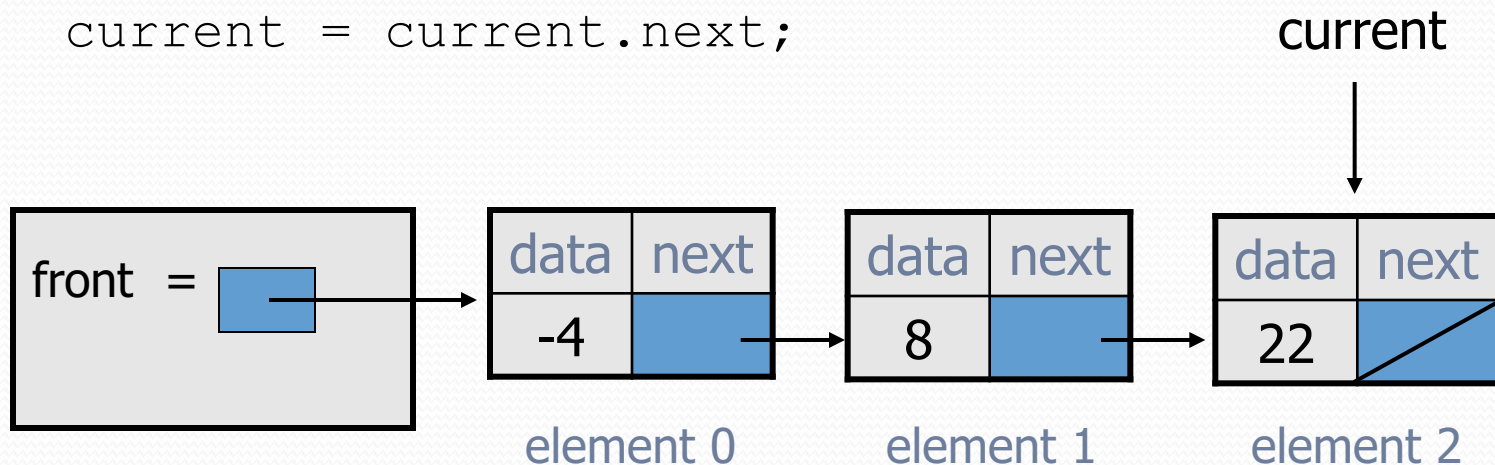 current = current.next;
current
front =
data next
-4
data next
8
data next
22
element 0
element 1
element 2